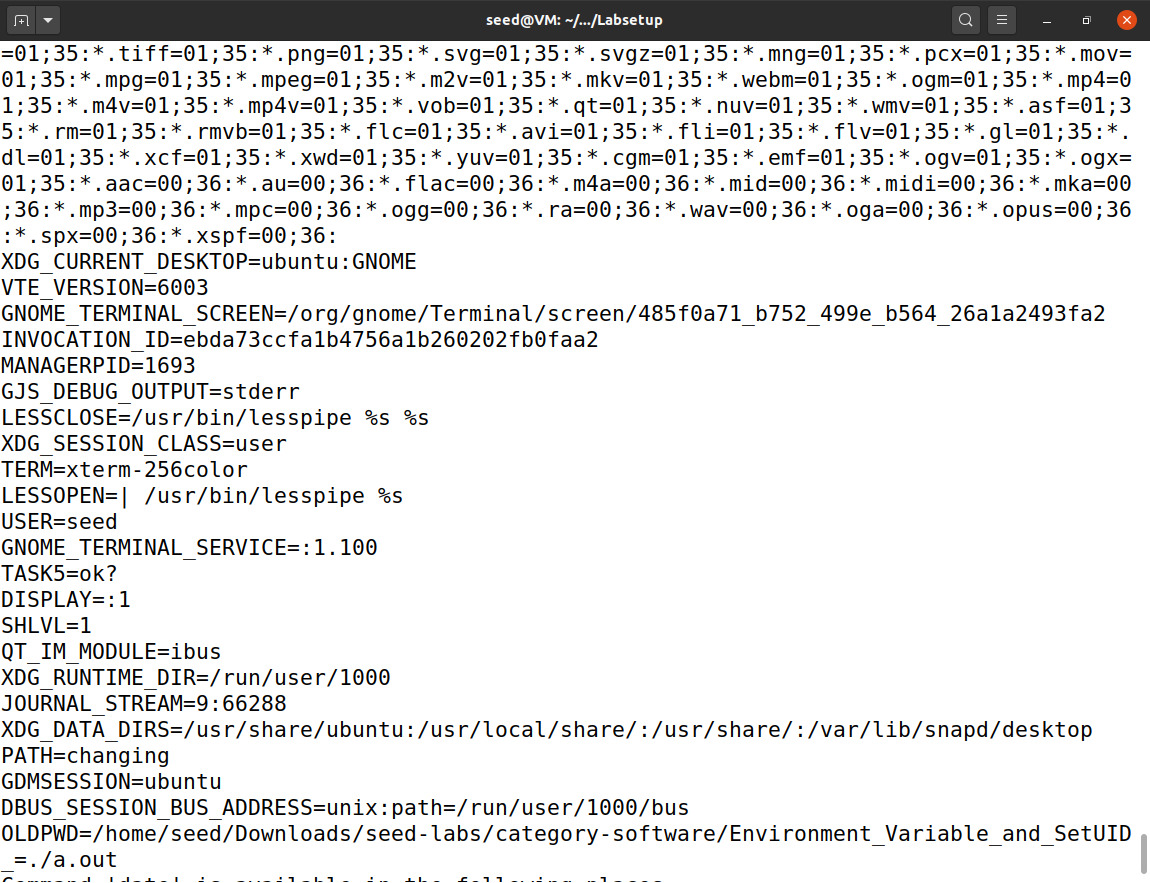 seed@VM: ~/.../Labsetup
=01;35:*.tiff=01;35:*.png=01;35:*.svg=01;35:*.svgz=01;35:*.mng=01;35:*.pcx=01;35:*.mov=
01;35:*.mpg=01;35:*.mpeg=01;35:*.m2v=01;35:*.mkv=01;35:*.webm=01;35:*.ogm=01;35:*.mp4=0
1;35:*.m4v=01;35:*.mp4v=01;35:*.vob=01;35:*.qt=01;35:*.nuv=01;35:*.wmv=01;35:*.asf=01;3
5:*.rm=01;35:*.rmvb=01;35:*.flc=01;35:*.avi=01;35:*.fli=01;35:*.flv=01;35:*.gl=01;35:*.
dl=01;35:*.xcf=01;35:*.xwd=01;35:*.yuv=01;35:*.cgm=01;35:*.emf=01;35:*.ogv=01;35:*.ogx=
01;35:*.aac=00;36:*.au=00;36:*.flac=00;36:*.m4a=00;36:*.mid=00;36:*.midi=00;36:*.mka=00
;36:*.mp3=00;36:*.mpc=00;36:*.ogg=00;36:*.ra=00;36:*.wav=00;36:*.oga=00;36:*.opus=00;36
:*.spx=00;36:*.xspf=00;36:
XDG_CURRENT_DESKTOP=ubuntu:GNOME
VTE_VERSION=6003
GNOME_TERMINAL_SCREEN=/org/gnome/Terminal/screen/485f0a71_b752_499e_b564_26a1a2493fa2
INVOCATION_ID=ebda73ccfa1b4756a1b260202fb0faa2
MANAGERPID=1693
GJS_DEBUG_OUTPUT=stderr
LESSCLOSE=/usr/bin/lesspipe %s %s
XDG_SESSION_CLASS=user
TERM=xterm-256color
LESSOPEN=| /usr/bin/lesspipe %s
USER=seed
GNOME_TERMINAL_SERVICE=:1.100
TASK5=ok?
DISPLAY=:1
SHLVL=1
QT_IM_MODULE=ibus
XDG_RUNTIME_DIR=/run/user/1000
JOURNAL_STREAM=9:66288
XDG_DATA_DIRS=/usr/share/ubuntu:/usr/local/share/:/usr/share/:/var/lib/snapd/desktop
PATH=changing
GDMSESSION=ubuntu
DBUS_SESSION_BUS_ADDRESS=unix:path=/run/user/1000/bus
OLDPWD=/home/seed/Downloads/seed-labs/category-software/Environment_Variable_and_SetUID
_=./a.out
Command 'date' is available in the following places